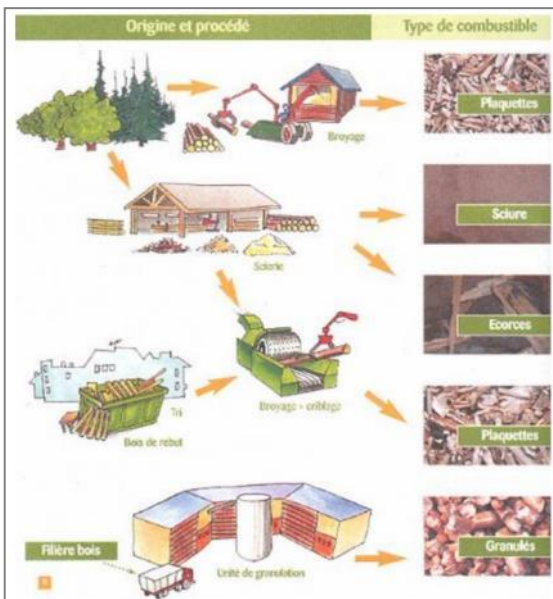 Origine et procédé
Type de combustible
Broyage
Plaquettes
Scierie
Sciure
Ecorces
Tri
Bois de rebut
Broyage - criblage
Plaquettes
Filière bois
Unité de granulation
Granulés